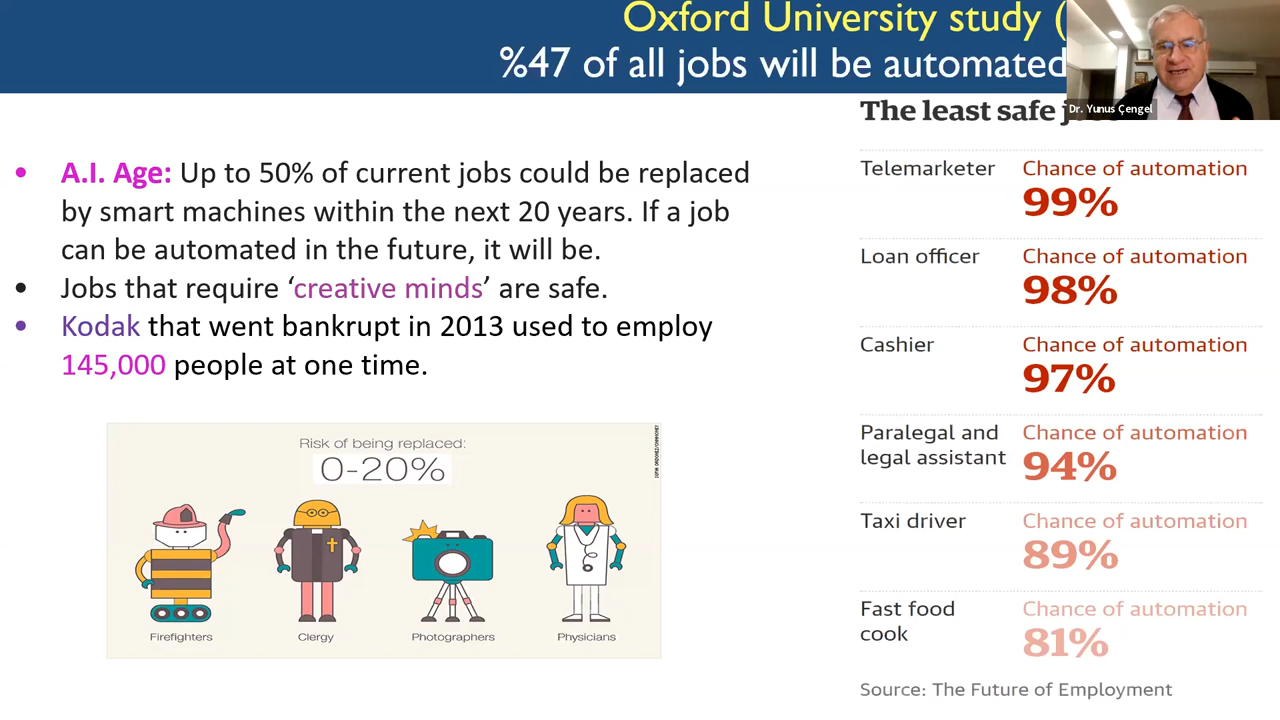 Oxford University study (
%47 of all jobs will be automated
Dr. Yunus Çengel
• A.I. Age: Up to 50% of current jobs could be replaced
by smart machines within the next 20 years. If a job
can be automated in the future, it will be.
• Jobs that require ‘creative minds’ are safe.
• Kodak that went bankrupt in 2013 used to employ
145,000 people at one time.
Risk of being replaced:
0-20%
Firefighters
Clergy
Photographers
Physicians
The least safe
Telemarketer
Chance of automation
99%
Loan officer
Chance of automation
98%
Cashier
Chance of automation
97%
Paralegal and
legal assistant
Chance of automation
94%
Taxi driver
Chance of automation
89%
Fast food
cook
Chance of automation
81%
Source: The Future of Employment